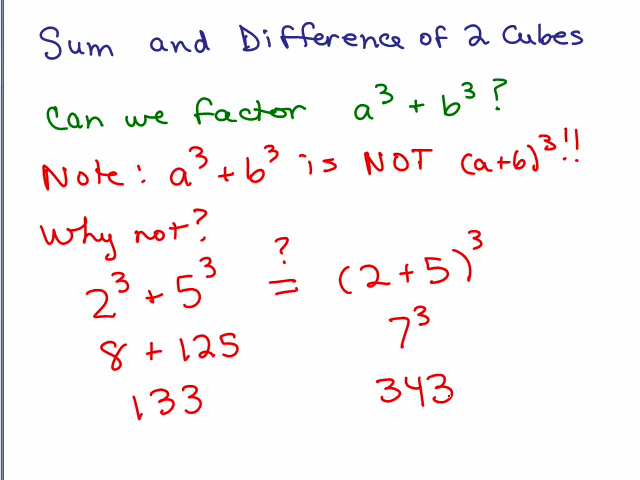 Sum and Difference of 2 Cubes
Can we factor a³ + b³?
Note: a³ + b³ is NOT (a+b)³!!
Why not?
2³ + 5³ ≟ (2 + 5)³
8 + 125 7³
133 343